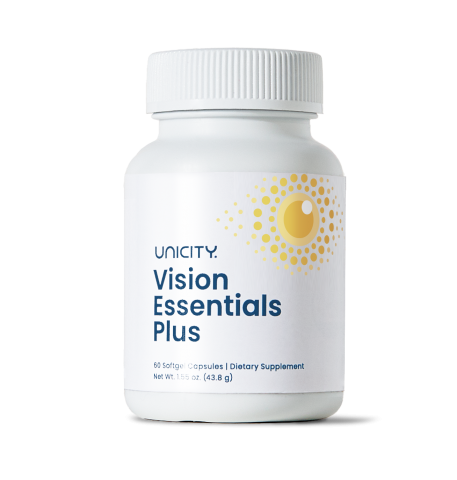 UNICITY.
Vision
Essentials
Plus
60 Softgel Capsules | Dietary Supplement
Net Wt. 1.55 oz. (43.8 g)